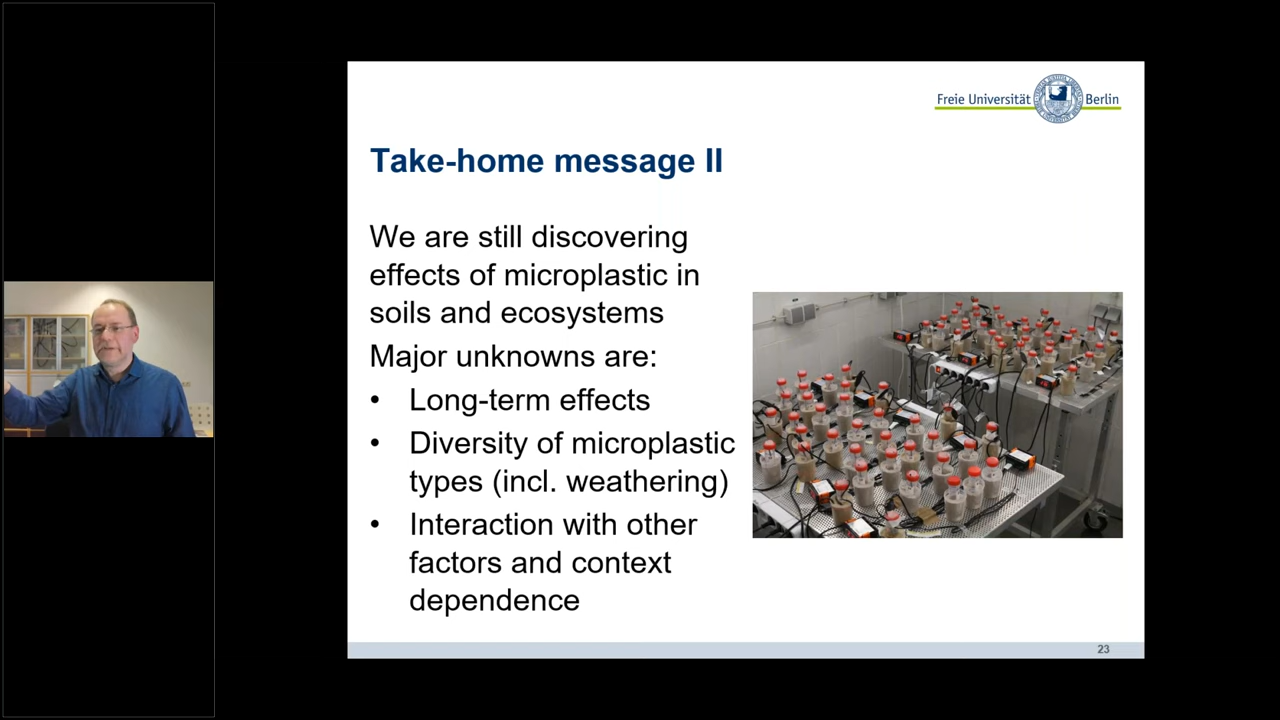 Freie Universität Berlin
Take-home message II
We are still discovering
effects of microplastic in
soils and ecosystems
Major unknowns are:
• Long-term effects
• Diversity of microplastic
types (incl. weathering)
• Interaction with other
factors and context
dependence
23